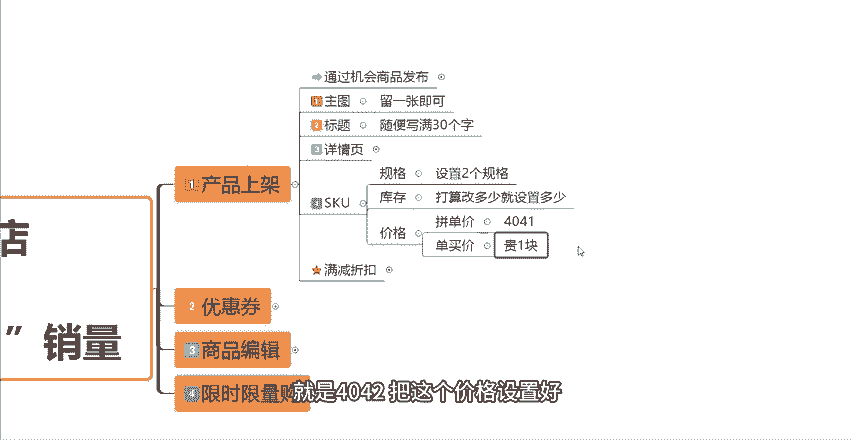 店
”销量
1 产品上架
通过机会商品发布
1 主图 留一张即可
2 标题 随便写满30个字
3 详情页
4 SKU
规格 设置2个规格
库存 打算改多少就设置多少
价格
拼单价 4041
单买价 贵1块
满减折扣
2 优惠券
3 商品编辑
4 限时限量购
就是4042 把这个价格设置好